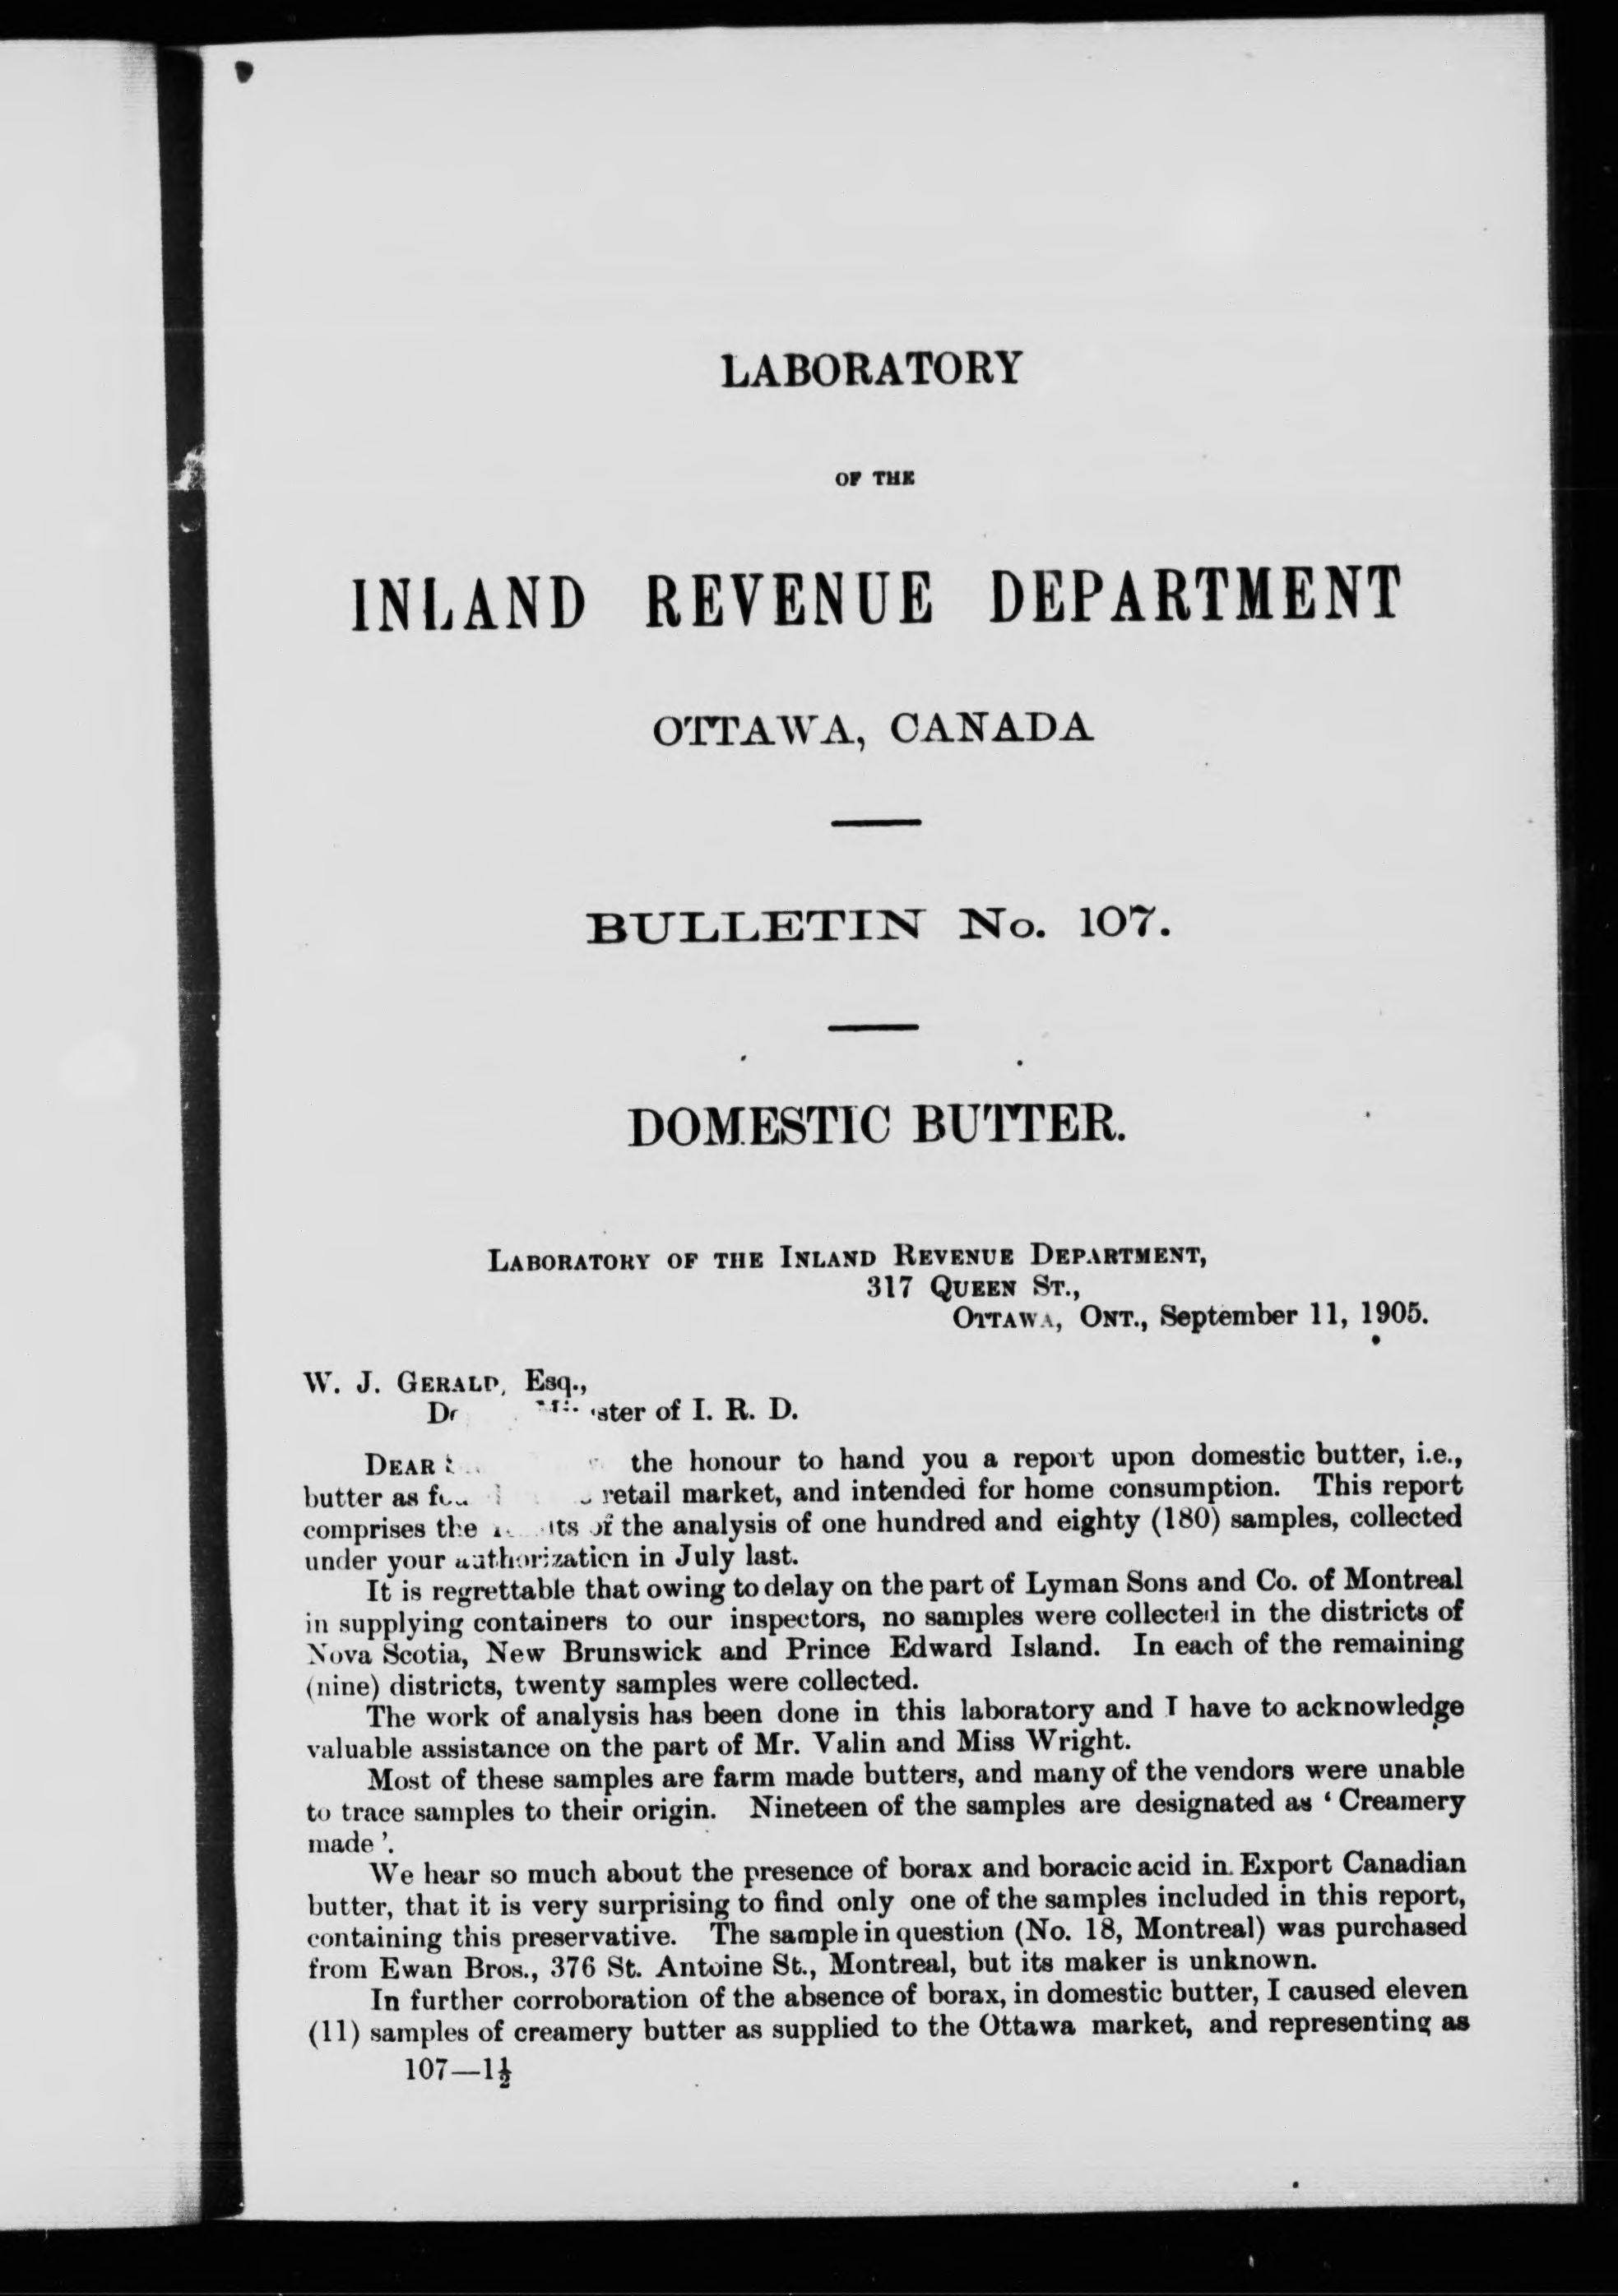 LABORATORY
OF THE
INLAND REVENUE DEPARTMENT
OTTAWA, CANADA
BULLETIN No. 107.
DOMESTIC BUTTER.
LABORATORY OF THE INLAND REVENUE DEPARTMENT,
317 QUEEN ST.,
OTTAWA, ONT., September 11, 1905.
W. J. GERALD, Esq.,
of I. R. D.
DEAR the honour to hand you a report upon domestic butter, i.e.,
butter as retail market, and intended for home consumption. This report
comprises the of the analysis of one hundred and eighty (180) samples, collected
under your authorization in July last.
It is regrettable that owing to delay on the part of Lyman Sons and Co. of Montreal
in supplying containers to our inspectors, no samples were collected in the districts of
Nova Scotia, New Brunswick and Prince Edward Island. In each of the remaining
(nine) districts, twenty samples were collected.
The work of analysis has been done in this laboratory and I have to acknowledge
valuable assistance on the part of Mr. Valin and Miss Wright.
Most of these samples are farm made butters, and many of the vendors were unable
to trace samples to their origin. Nineteen of the samples are designated as ‘ Creamery
made ’.
We hear so much about the presence of borax and boracic acid in Export Canadian
butter, that it is very surprising to find only one of the samples included in this report,
containing this preservative. The sample in question (No. 18, Montreal) was purchased
from Ewan Bros., 376 St. Antoine St., Montreal, but its maker is unknown.
In further corroboration of the absence of borax, in domestic butter, I caused eleven
(11) samples of creamery butter as supplied to the Ottawa market, and representing as
107—1½